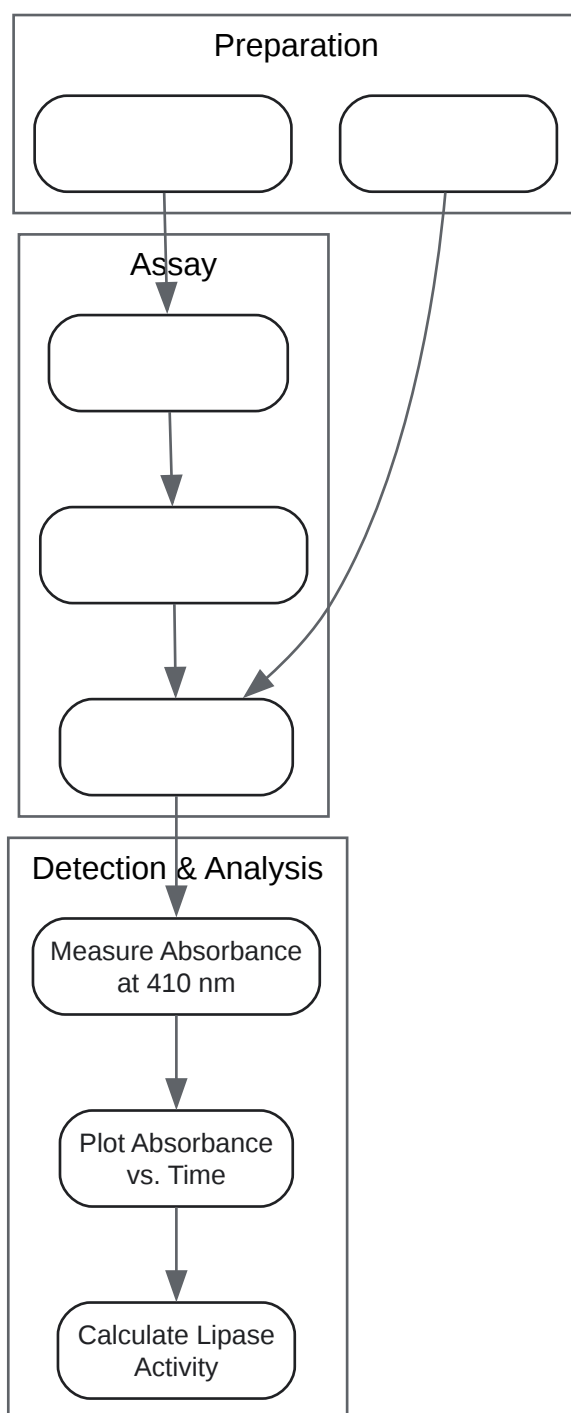 Preparation
Assay
Detection & Analysis
Measure Absorbance
at 410 nm
Plot Absorbance
vs. Time
Calculate Lipase
Activity